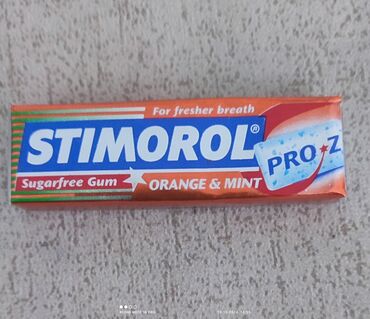 For fresher breath
STIMOROL®
PRO★Z
Sugarfree Gum
ORANGE & MINT